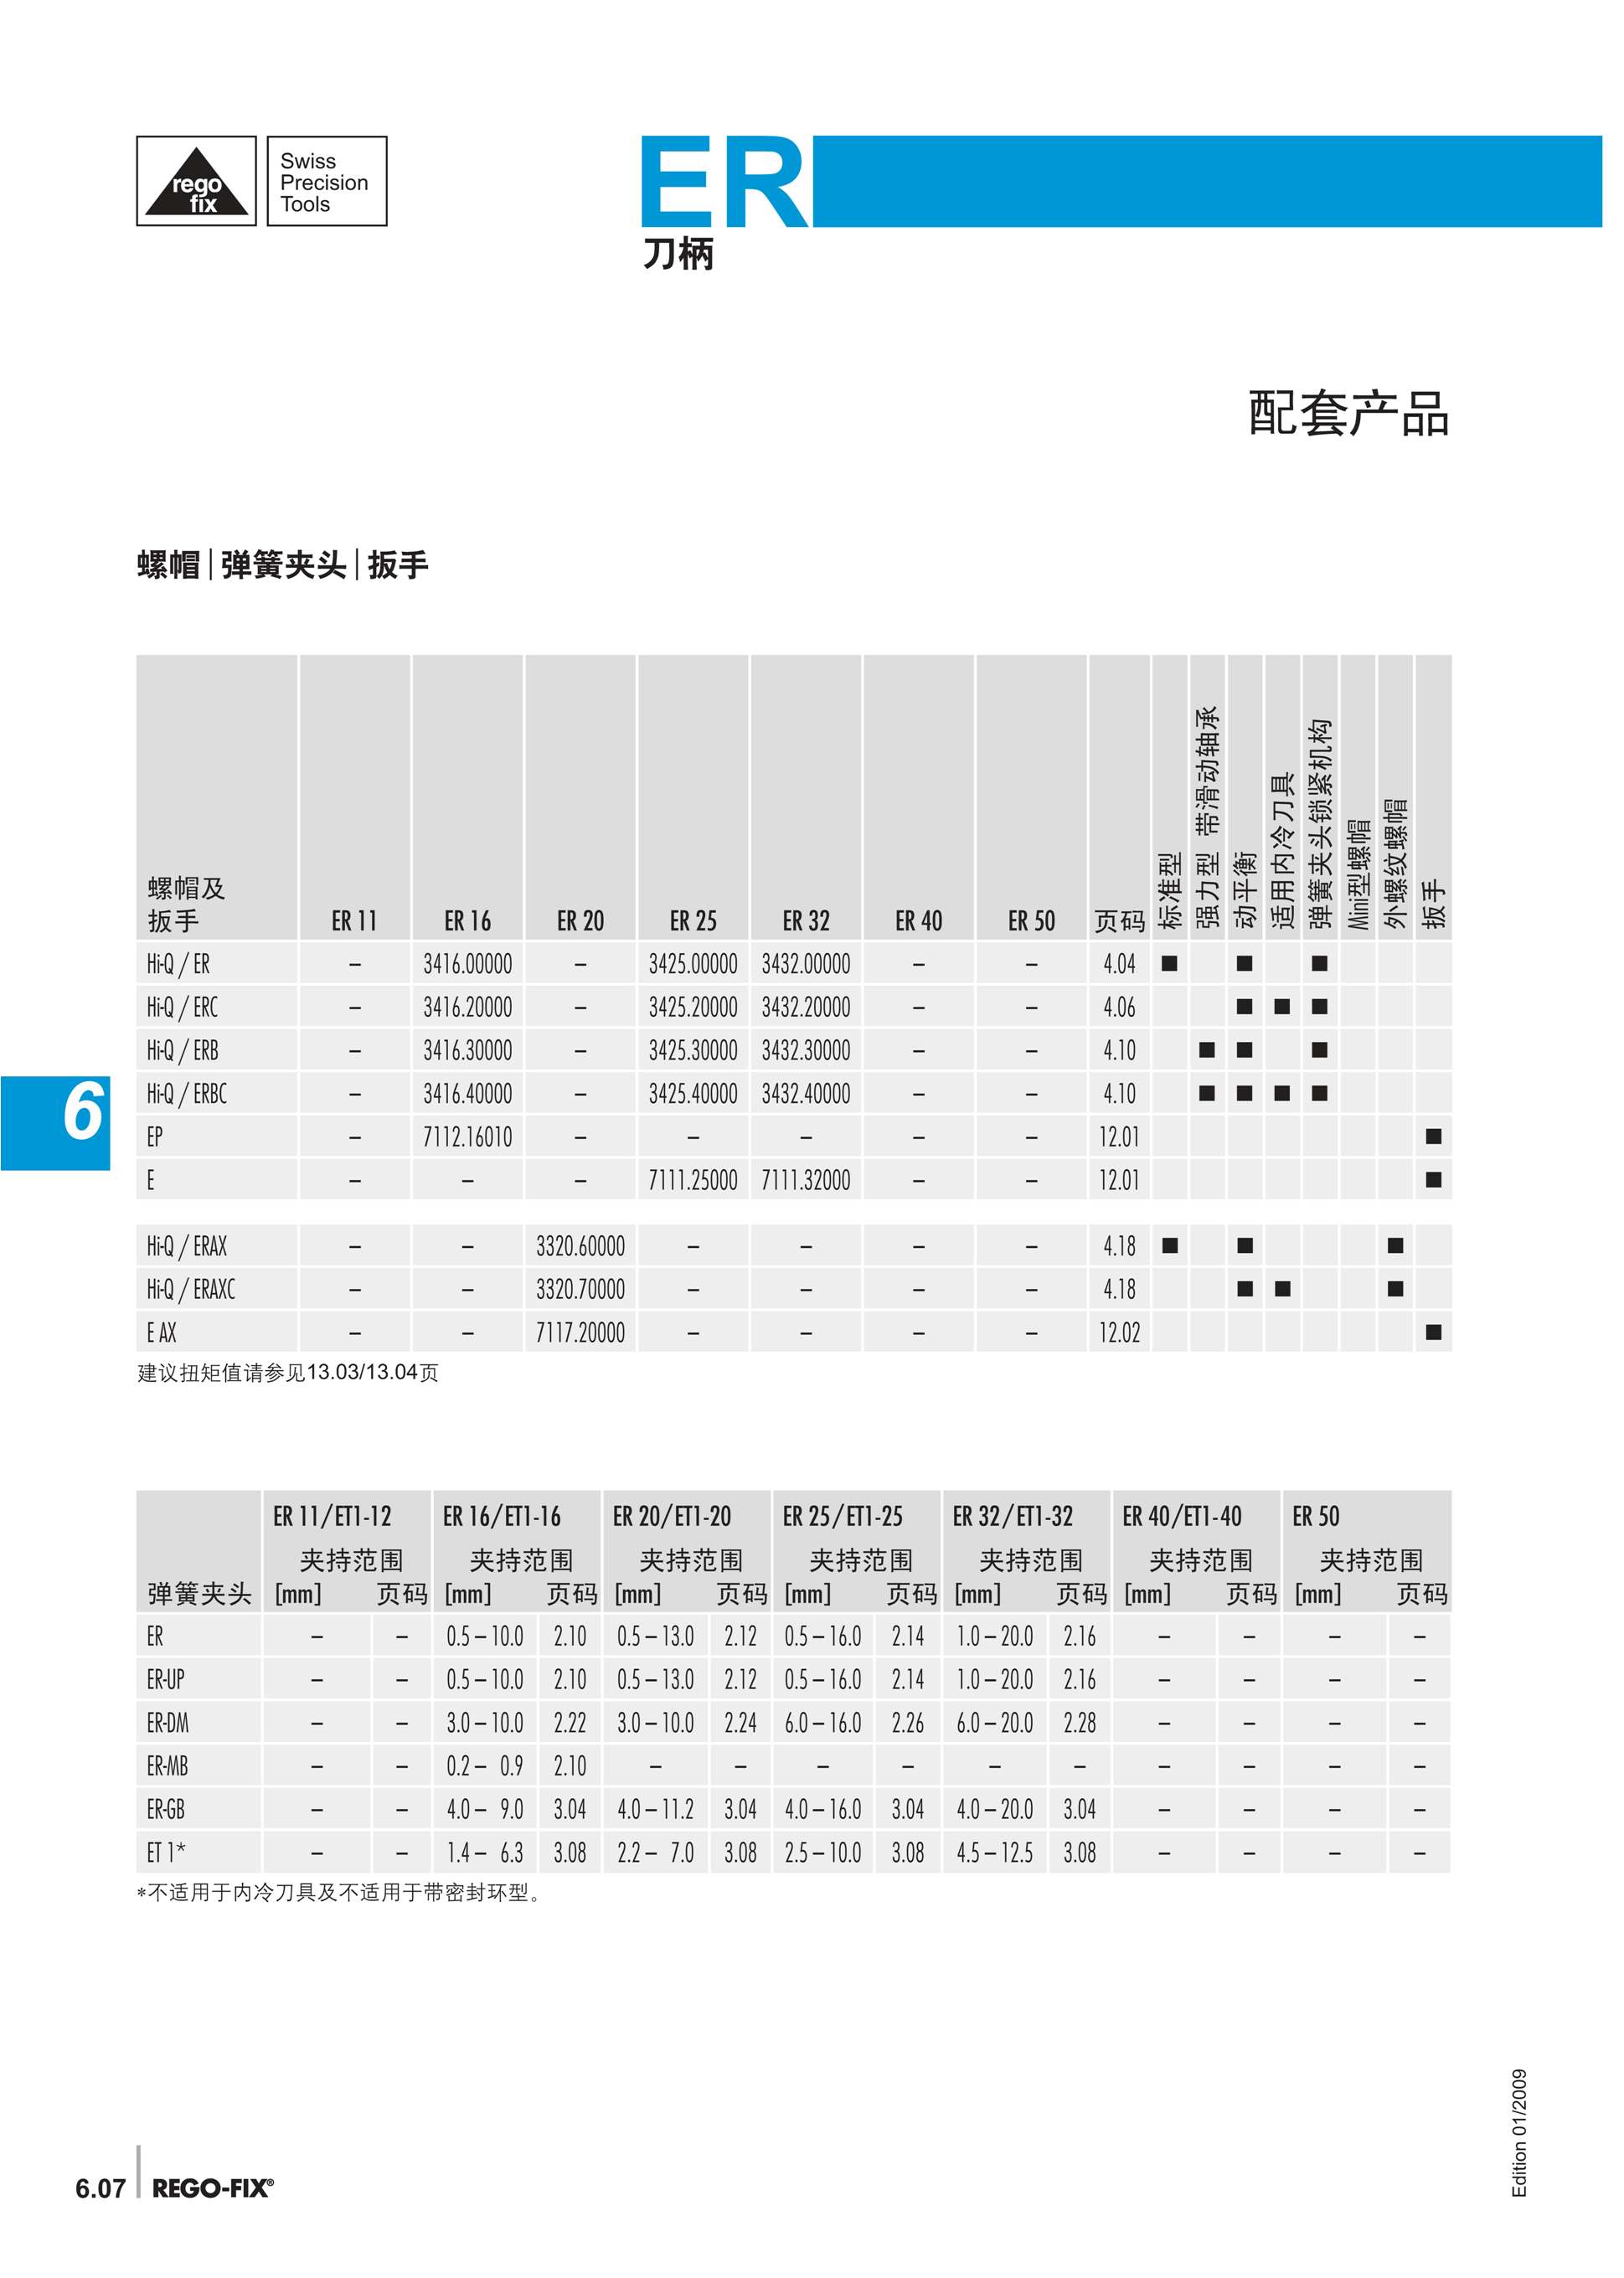 rego
fix
Swiss
Precision
Tools
ER
刀柄
配套产品
螺帽|弹簧夹头|扳手
螺帽及
扳手 ER 11 ER 16 ER 20 ER 25 ER 32 ER 40 ER 50 页码 标准型 强力型 带滑动轴承 动平衡 适用内冷刀具 弹簧夹头锁紧机构 Mini型螺帽 外螺纹螺帽 扳手
Hi-Q / ER – 3416.00000 – 3425.00000 3432.00000 – – 4.04 ■ ■ ■
Hi-Q / ERC – 3416.20000 – 3425.20000 3432.20000 – – 4.06 ■ ■ ■
Hi-Q / ERB – 3416.30000 – 3425.30000 3432.30000 – – 4.10 ■ ■ ■
Hi-Q / ERBC – 3416.40000 – 3425.40000 3432.40000 – – 4.10 ■ ■ ■ ■
EP – 7112.16010 – – – – – 12.01 ■
E – – – 7111.25000 7111.32000 – – 12.01 ■
6
Hi-Q / ERAX – – 3320.60000 – – – – 4.18 ■ ■ ■
Hi-Q / ERAXC – – 3320.70000 – – – – 4.18 ■ ■ ■
E AX – – 7117.20000 – – – – 12.02 ■
建议扭矩值请参见13.03/13.04页
ER 11/ET1-12 ER 16/ET1-16 ER 20/ET1-20 ER 25/ET1-25 ER 32/ET1-32 ER 40/ET1-40 ER 50
夹持范围 夹持范围 夹持范围 夹持范围 夹持范围 夹持范围 夹持范围
弹簧夹头 [mm] 页码 [mm] 页码 [mm] 页码 [mm] 页码 [mm] 页码 [mm] 页码 [mm] 页码
ER – – 0.5 – 10.0 2.10 0.5 – 13.0 2.12 0.5 – 16.0 2.14 1.0 – 20.0 2.16 – – – –
ER-UP – – 0.5 – 10.0 2.10 0.5 – 13.0 2.12 0.5 – 16.0 2.14 1.0 – 20.0 2.16 – – – –
ER-DM – – 3.0 – 10.0 2.22 3.0 – 10.0 2.24 6.0 – 16.0 2.26 6.0 – 20.0 2.28 – – – –
ER-MB – – 0.2 – 0.9 2.10 – – – – – – – – – –
ER-GB – – 4.0 – 9.0 3.04 4.0 – 11.2 3.04 4.0 – 16.0 3.04 4.0 – 20.0 3.04 – – – –
ET 1* – – 1.4 – 6.3 3.08 2.2 – 7.0 3.08 2.5 – 10.0 3.08 4.5 – 12.5 3.08 – – – –
*不适用于内冷刀具及不适用于带密封环型。
Edition 01/2009
6.07 REGO-FIX®